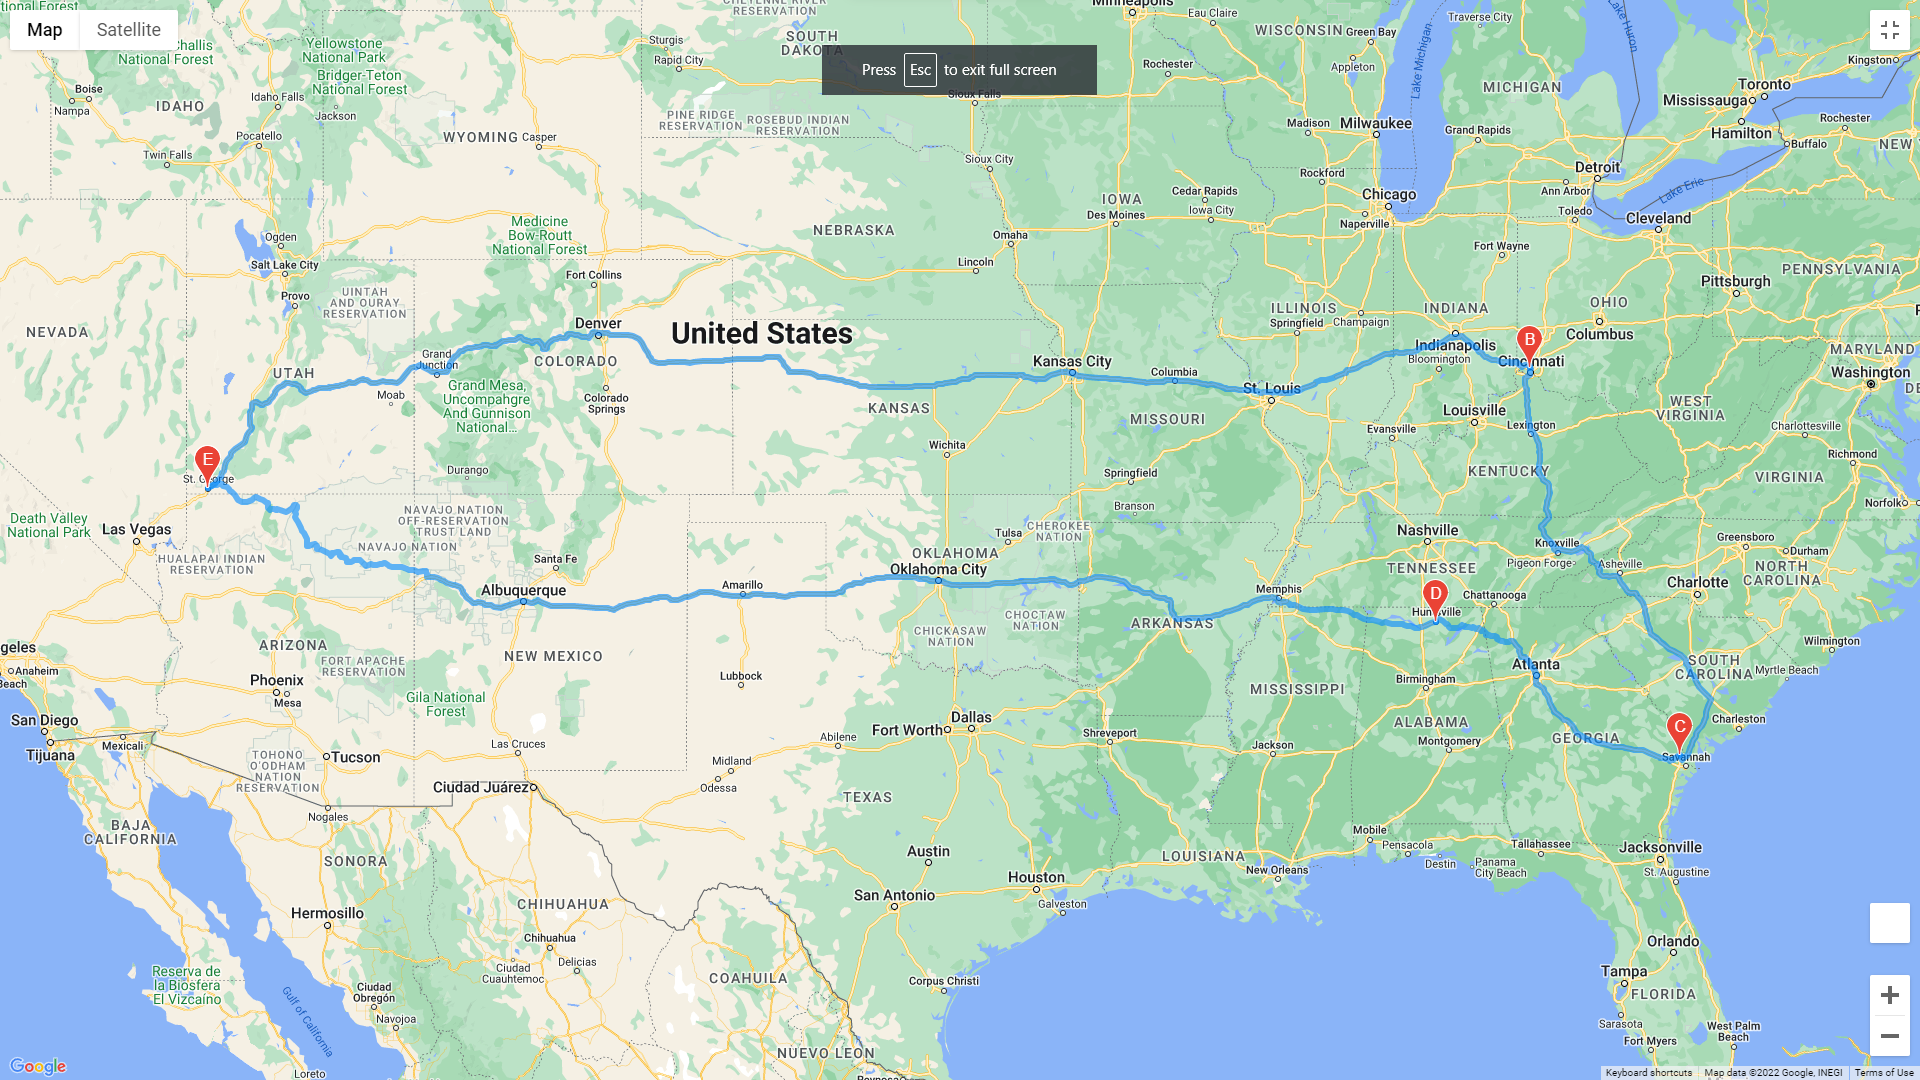 Map
Satellite
Press Esc to exit full screen
tional Forest
Challis
National Forest
Yellowstone
National Park
Bridger-Teton
National Forest
CHEYENNE RIVER
RESERVATION
SOUTH
DAKOTA
Minneapolis
Eau Claire
WISCONSIN
Green Bay
Appleton
Traverse City
Lake Michigan
Lake Huron
Kingston
Toronto
Mississauga
Hamilton
Rochester
Buffalo
NEW
Boise
Nampa
IDAHO
Idaho Falls
Jackson
Pocatello
Twin Falls
WYOMING
Casper
Sturgis
Rapid City
PINE RIDGE
RESERVATION
ROSEBUD INDIAN
RESERVATION
Sioux Falls
Rochester
Madison
Milwaukee
MICHIGAN
Grand Rapids
Detroit
Ann Arbor
Lake Erie
Sioux City
IOWA
Des Moines
Cedar Rapids
Iowa City
Rockford
Chicago
Naperville
Toledo
Cleveland
Fort Wayne
Ogden
Salt Lake City
Provo
UINTAH
AND OURAY
RESERVATION
Medicine
Bow-Routt
National Forest
Fort Collins
NEBRASKA
Omaha
Lincoln
Pittsburgh
PENNSYLVANIA
NEVADA
Denver
United States
COLORADO
Grand
Junction
UTAH
Moab
Grand Mesa,
Uncompahgre
And Gunnison
National...
Colorado
Springs
Kansas City
Columbia
KANSAS
St. Louis
MISSOURI
ILLINOIS
Springfield
Champaign
INDIANA
Indianapolis
Bloomington
OHIO
Columbus
B
Cincinnati
MARYLAND
Washington
DE
WEST
VIRGINIA
Louisville
Lexington
Evansville
Charlottesville
Richmond
E
St. George
Durango
Wichita
Springfield
Branson
KENTUCKY
VIRGINIA
Norfolk
Death Valley
National Park
Las Vegas
HUALAPAI INDIAN
RESERVATION
NAVAJO NATION
OFF-RESERVATION
TRUST LAND
NAVAJO NATION
Santa Fe
Albuquerque
Amarillo
OKLAHOMA
Oklahoma City
Tulsa
CHEROKEE
NATION
Nashville
TENNESSEE
Knoxville
Pigeon Forge
Asheville
Greensboro
Durham
NORTH
CAROLINA
Charlotte
Memphis
D
Huntsville
Chattanooga
CHICKASAW
NATION
CHOCTAW
NATION
ARKANSAS
geles
Anaheim
Beach
ARIZONA
FORT APACHE
RESERVATION
NEW MEXICO
Phoenix
Mesa
Gila National
Forest
Lubbock
Atlanta
Birmingham
SOUTH
CAROLINA
Wilmington
Myrtle Beach
Charleston
C
Savannah
San Diego
Tijuana
Mexicali
TOHONO
O'ODHAM
NATION
RESERVATION
Tucson
Las Cruces
Ciudad Juárez
Nogales
Abilene
Fort Worth
Dallas
Midland
Odessa
Shreveport
MISSISSIPPI
Jackson
ALABAMA
Montgomery
GEORGIA
TEXAS
BAJA
CALIFORNIA
SONORA
Austin
LOUISIANA
Mobile
Pensacola
Destin
Panama
City Beach
Tallahassee
Jacksonville
St. Augustine
Hermosillo
CHIHUAHUA
San Antonio
Houston
Galveston
New Orleans
Chihuahua
Delicias
Ciudad
Cuauhtemoc
COAHUILA
Corpus Christi
Orlando
Tampa
FLORIDA
Sarasota
Fort Myers
West Palm
Beach
Reserva de
la Biosfera
El Vizcaíno
Gulf of California
Ciudad
Obregón
Navojoa
Loreto
NUEVO LEON
Reynosa
Google
Keyboard shortcuts
Map data ©2022 Google, INEGI
Terms of Use